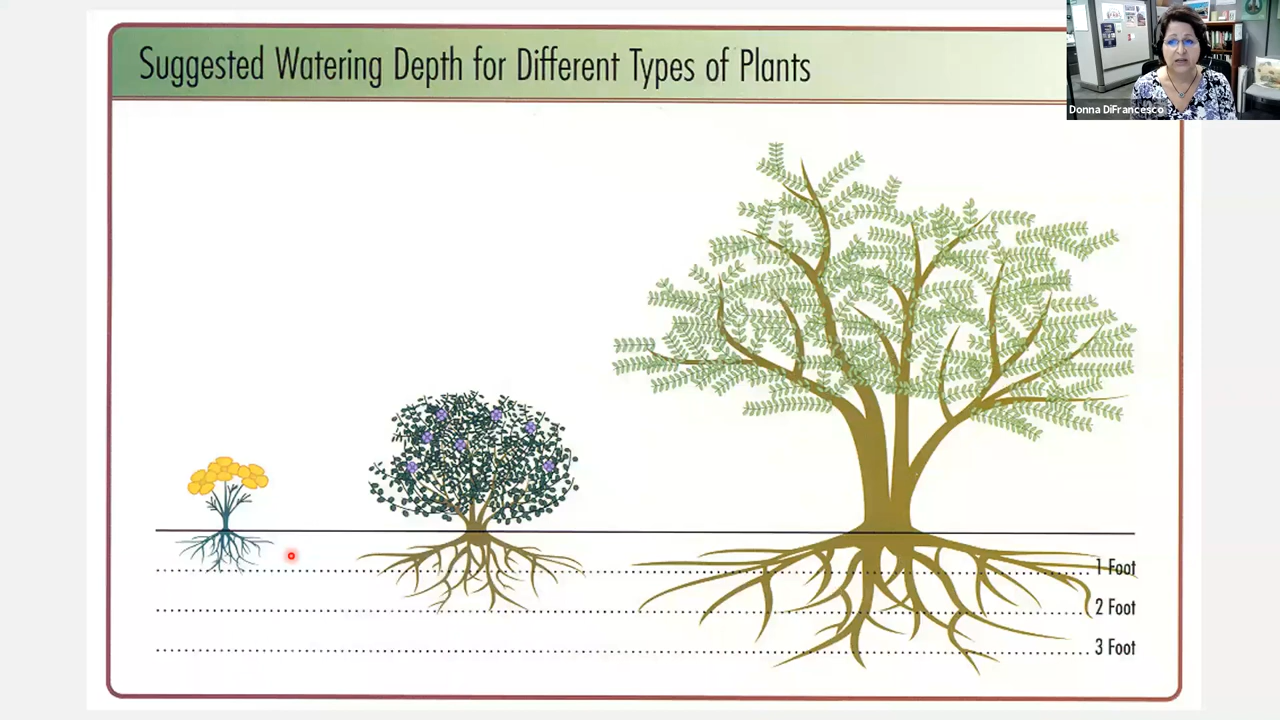 Suggested Watering Depth for Different Types of Plants
Donna DiFrancesco
1 Foot
2 Foot
3 Foot